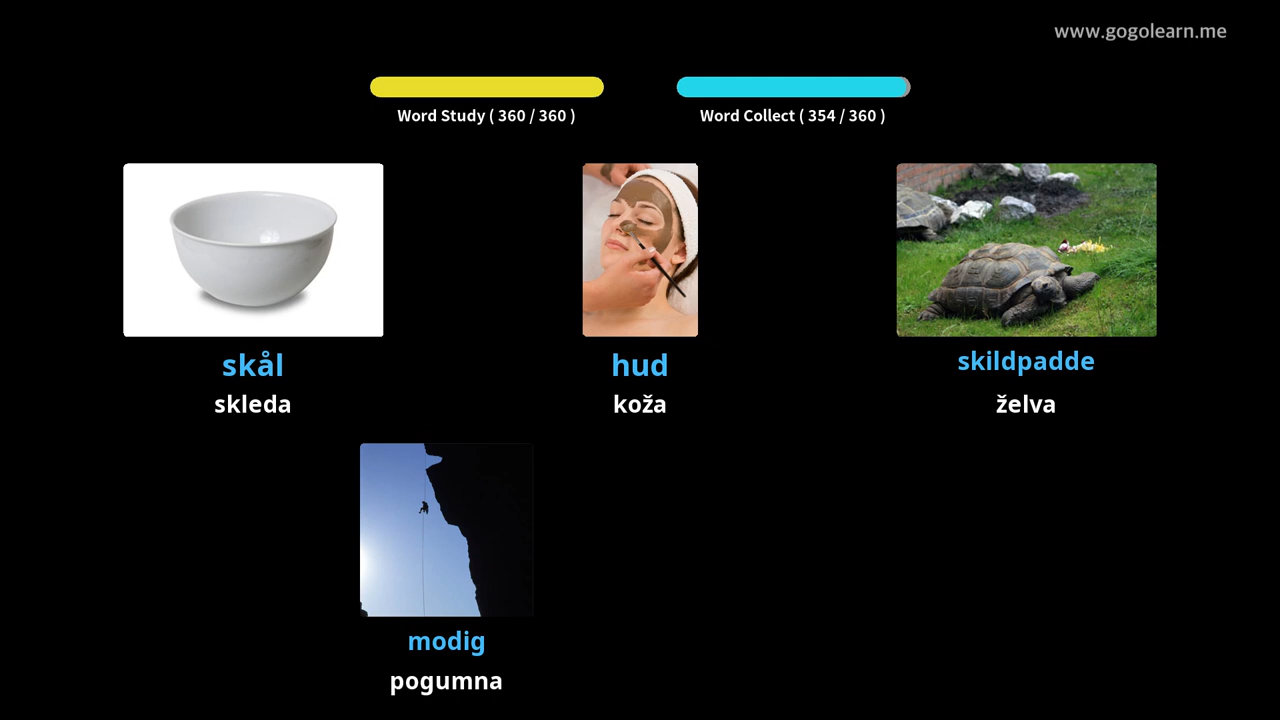 www.gogolearn.me
Word Study ( 360 / 360 )
Word Collect ( 354 / 360 )
skål
skleda
hud
koža
skildpadde
želva
modig
pogumna